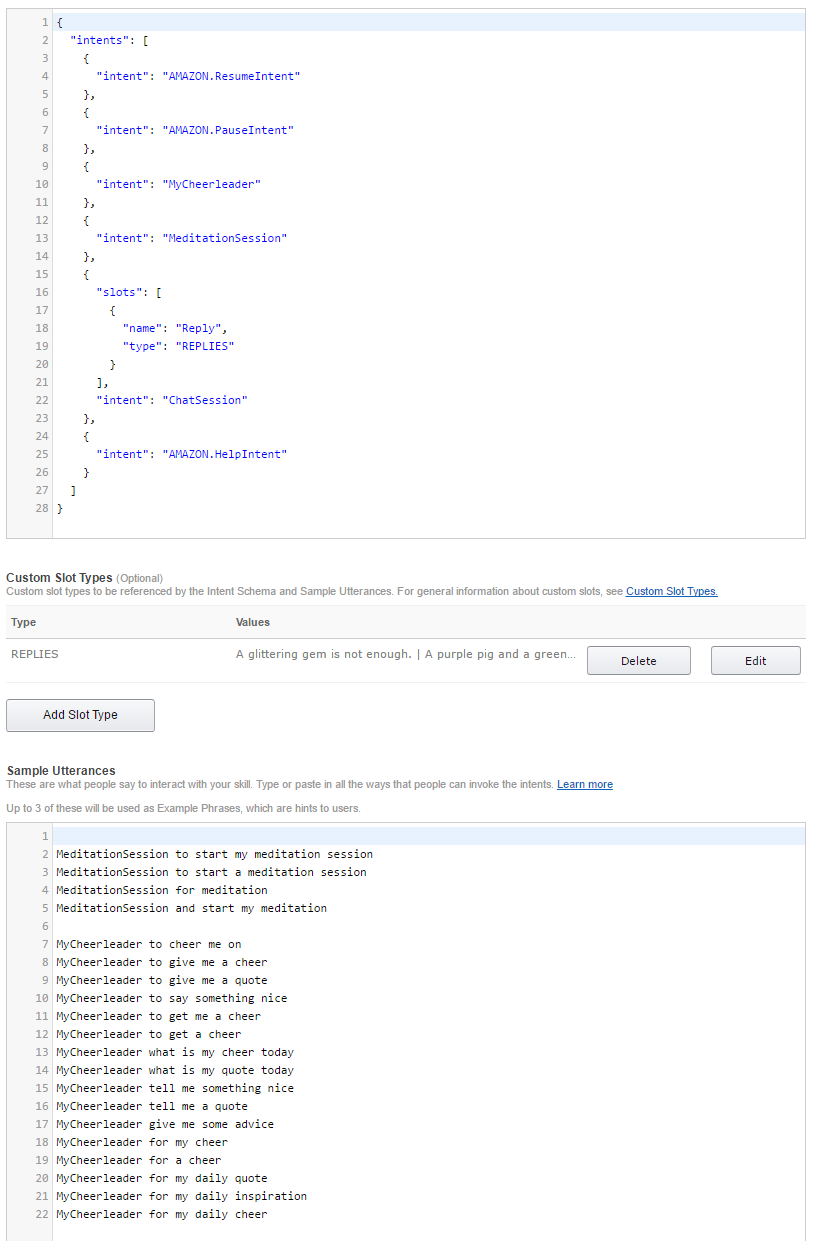 1 {
2 "intents": [
3 {
4 "intent": "AMAZON.ResumeIntent"
5 },
6 {
7 "intent": "AMAZON.PauseIntent"
8 },
9 {
10 "intent": "MyCheerleader"
11 },
12 {
13 "intent": "MeditationSession"
14 },
15 {
16 "slots": [
17 {
18 "name": "Reply",
19 "type": "REPLIES"
20 }
21 ],
22 "intent": "ChatSession"
23 },
24 {
25 "intent": "AMAZON.HelpIntent"
26 }
27 ]
28 }
Custom Slot Types (Optional)
Custom slot types to be referenced by the Intent Schema and Sample Utterances. For general information about custom slots, see Custom Slot Types.
Type Values
REPLIES A glittering gem is not enough. | A purple pig and a green... Delete Edit
Add Slot Type
Sample Utterances
These are what people say to interact with your skill. Type or paste in all the ways that people can invoke the intents. Learn more
Up to 3 of these will be used as Example Phrases, which are hints to users.
1
2 MeditationSession to start my meditation session
3 MeditationSession to start a meditation session
4 MeditationSession for meditation
5 MeditationSession and start my meditation
6
7 MyCheerleader to cheer me on
8 MyCheerleader to give me a cheer
9 MyCheerleader to give me a quote
10 MyCheerleader to say something nice
11 MyCheerleader to get me a cheer
12 MyCheerleader to get a cheer
13 MyCheerleader what is my cheer today
14 MyCheerleader what is my quote today
15 MyCheerleader tell me something nice
16 MyCheerleader tell me a quote
17 MyCheerleader give me some advice
18 MyCheerleader for my cheer
19 MyCheerleader for a cheer
20 MyCheerleader for my daily quote
21 MyCheerleader for my daily inspiration
22 MyCheerleader for my daily cheer